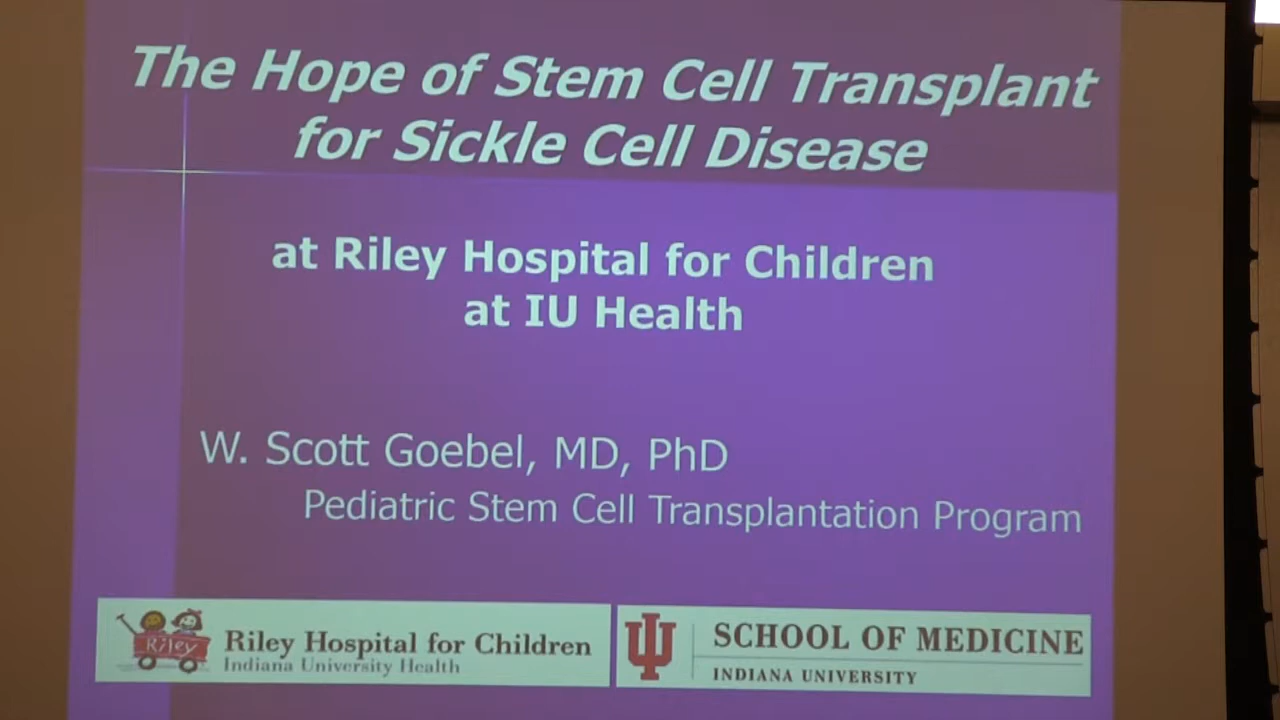 The Hope of Stem Cell Transplant
for Sickle Cell Disease
at Riley Hospital for Children
at IU Health
W. Scott Goebel, MD, PhD
Pediatric Stem Cell Transplantation Program
Riley
Riley Hospital for Children
Indiana University Health
SCHOOL OF MEDICINE
INDIANA UNIVERSITY